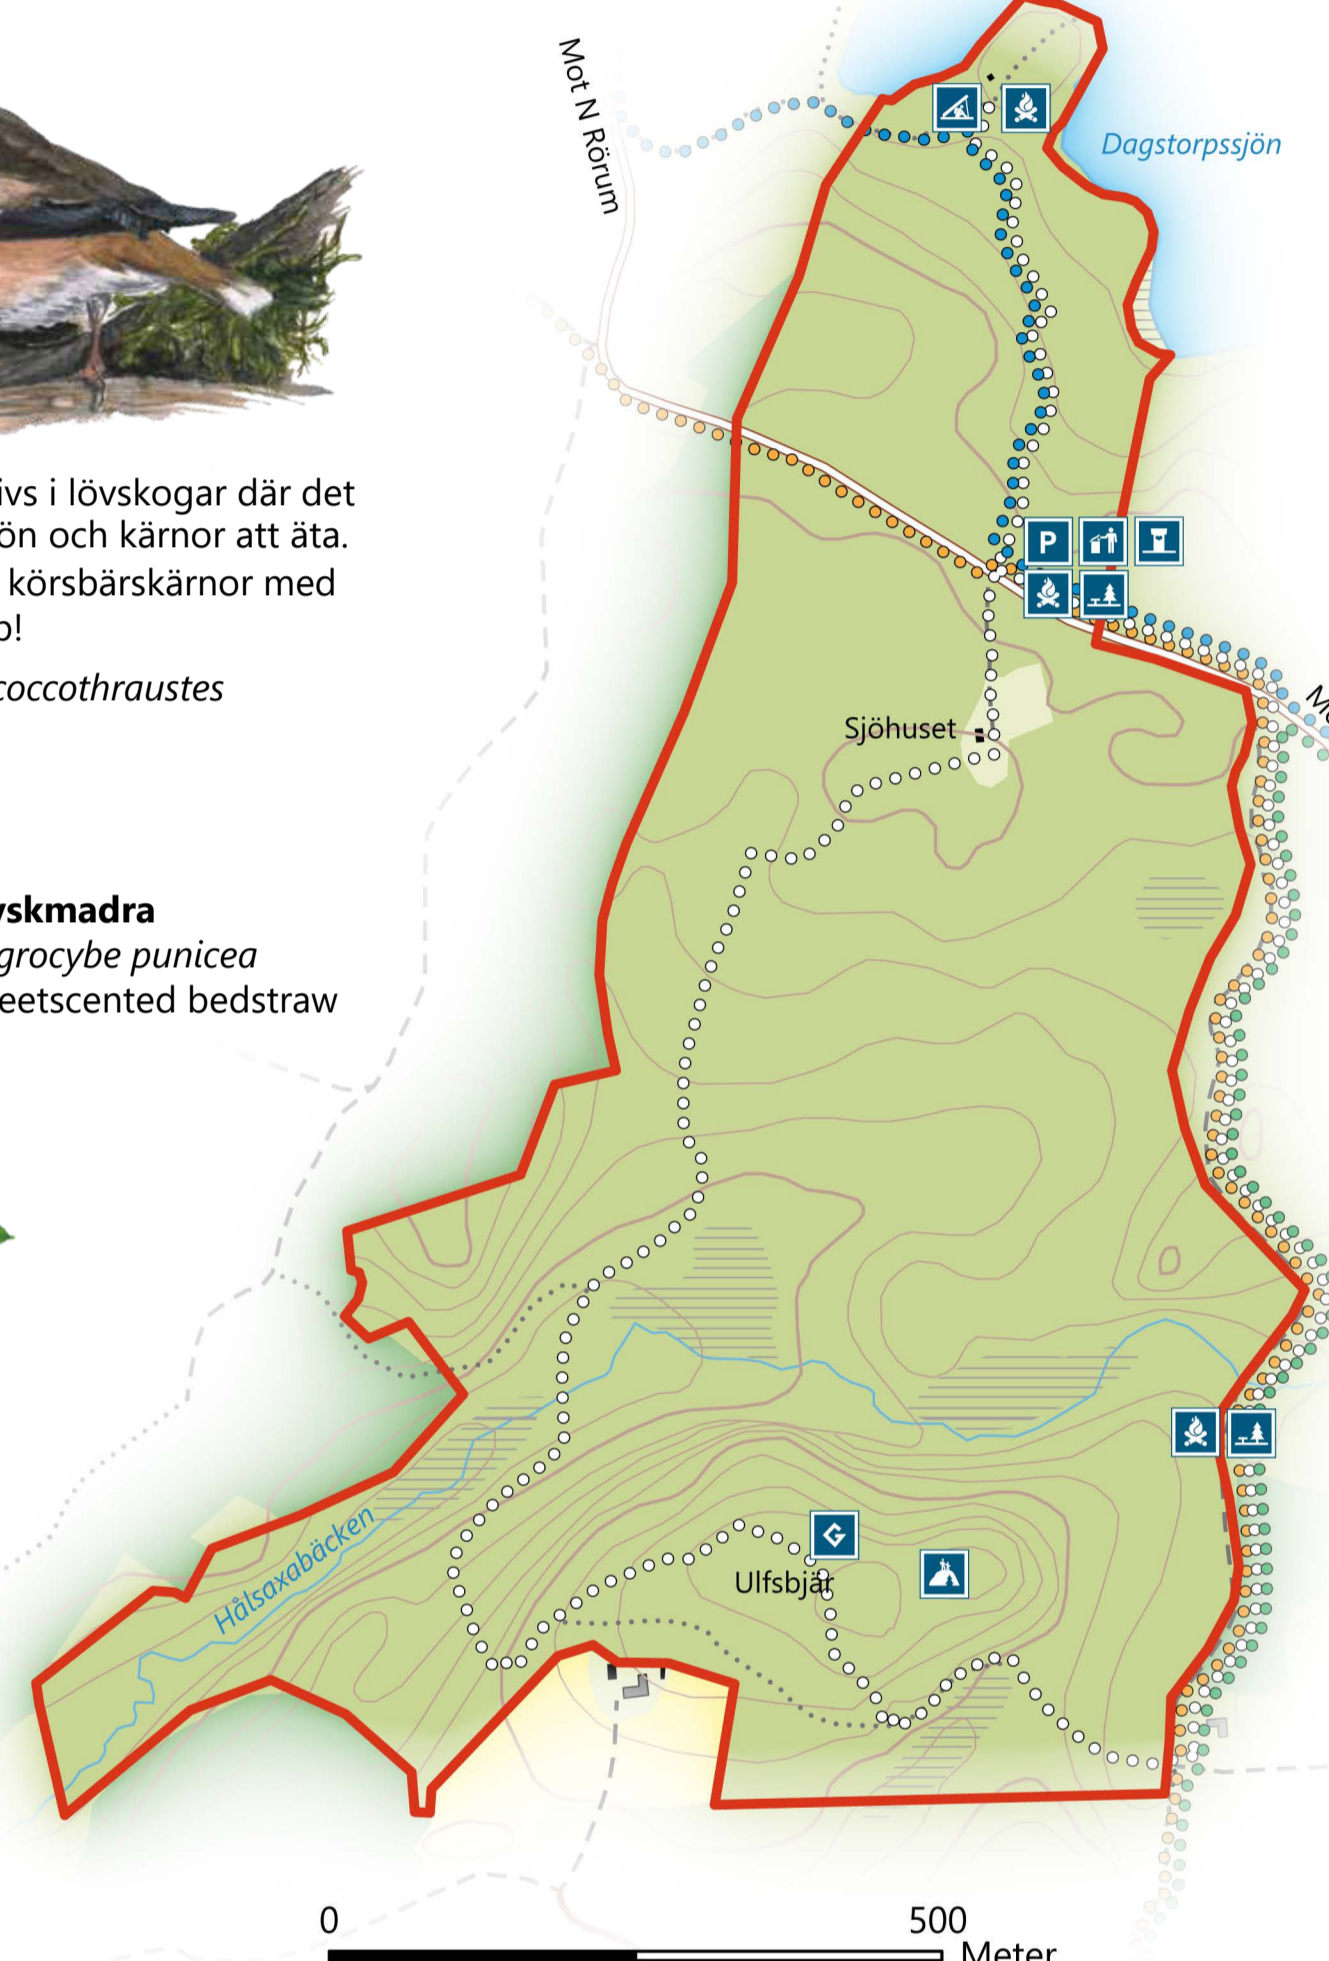 Mot N Rörum
Dagstorpssjön
ivs i lövskogar där det
ön och kärnor att äta.
körsbärskärnor med
o!
coccothraustes
P
Sjöhuset
vskmadra
grocybe punicea
eetscented bedstraw
Hålsaxabäcken
Ulfsbjär
0 500
Meter